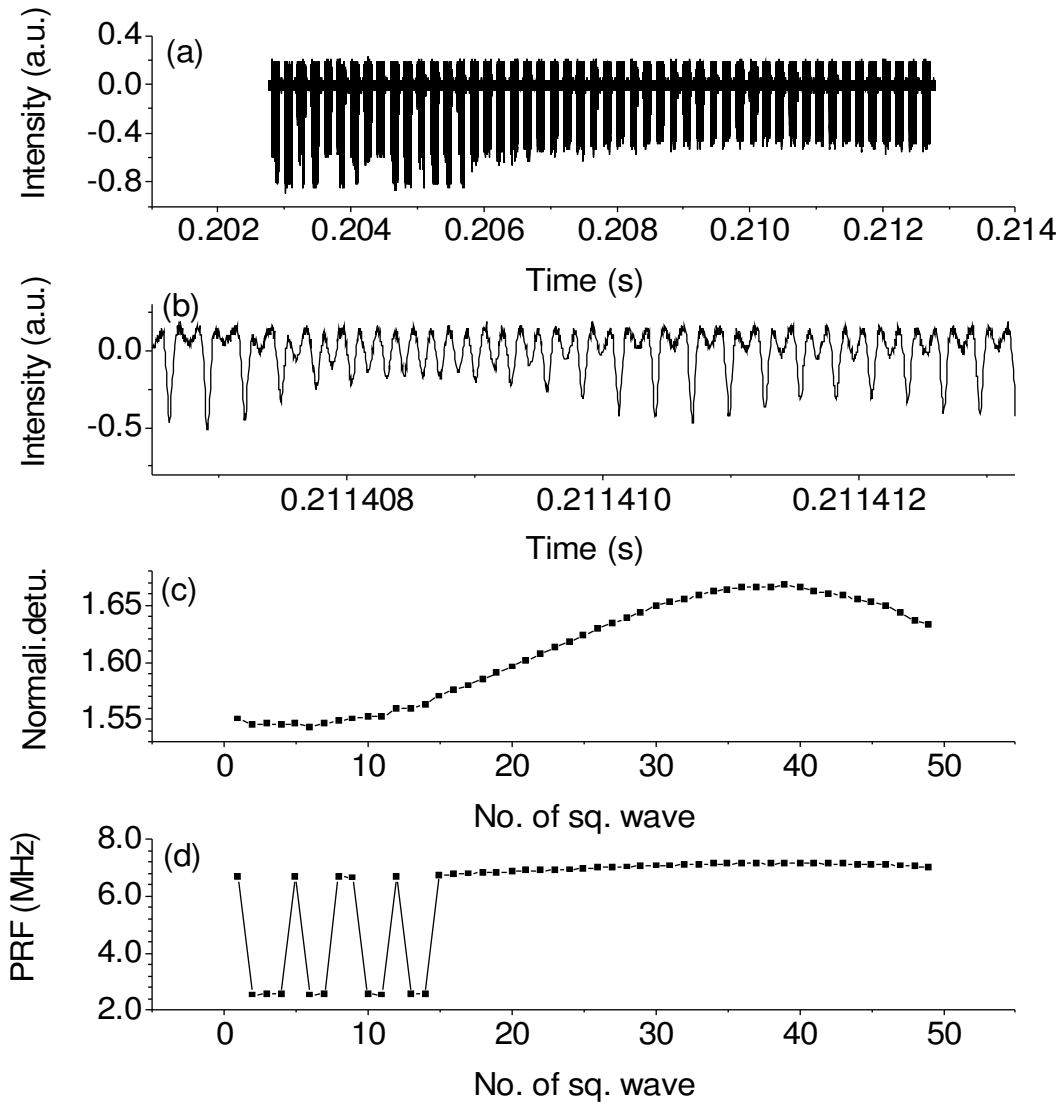 (a)
Intensity (a.u.)
0.4
0.0
-0.4
-0.8
0.202 0.204 0.206 0.208 0.210 0.212 0.214
Time (s)
(b)
Intensity (a.u.)
0.0
-0.5
0.211408 0.211410 0.211412
Time (s)
(c)
Normali.detu.
1.65
1.60
1.55
0 10 20 30 40 50
No. of sq. wave
(d)
PRF (MHz)
8.0
6.0
4.0
2.0
0 10 20 30 40 50
No. of sq. wave